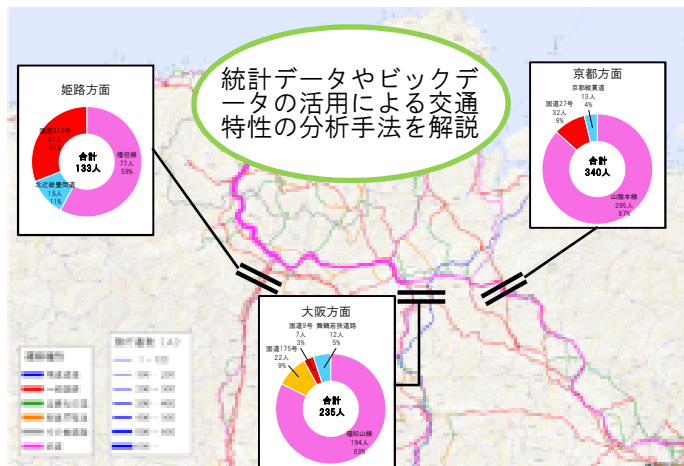 統計データやビックデ
ータの活用による交通
特性の分析手法を解説
姫路方面
国道312号
41人
31%
合計
133人
播但線
77人
58%
北近畿豊岡道
15人
11%
京都方面
京都縦貫道
13人
4%
国道27号
32人
9%
合計
340人
山陰本線
295人
87%
大阪方面
国道9号
7人
3%
舞鶴若狭道路
12人
5%
国道175号
22人
9%
合計
235人
福知山線
194人
83%